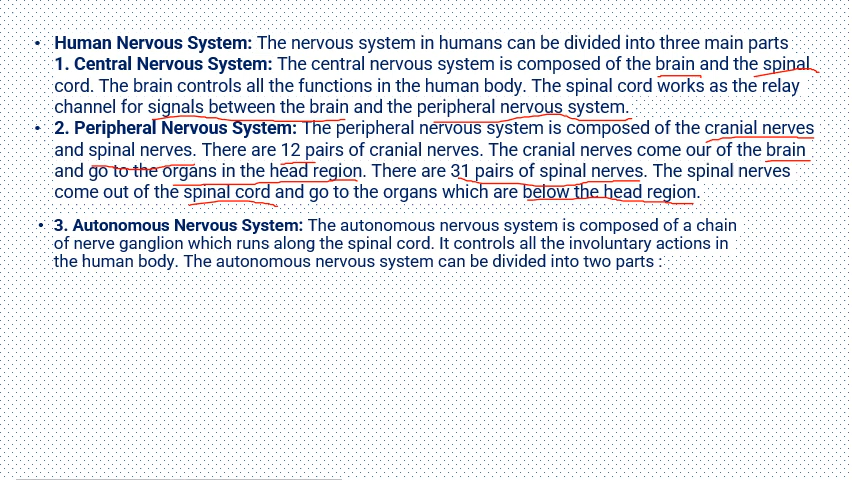 • Human Nervous System: The nervous system in humans can be divided into three main parts
1. Central Nervous System: The central nervous system is composed of the brain and the spinal
cord. The brain controls all the functions in the human body. The spinal cord works as the relay
channel for signals between the brain and the peripheral nervous system.
• 2. Peripheral Nervous System: The peripheral nervous system is composed of the cranial nerves
and spinal nerves. There are 12 pairs of cranial nerves. The cranial nerves come our of the brain
and go to the organs in the head region. There are 31 pairs of spinal nerves. The spinal nerves
come out of the spinal cord and go to the organs which are below the head region.
• 3. Autonomous Nervous System: The autonomous nervous system is composed of a chain
of nerve ganglion which runs along the spinal cord. It controls all the involuntary actions in
the human body. The autonomous nervous system can be divided into two parts :